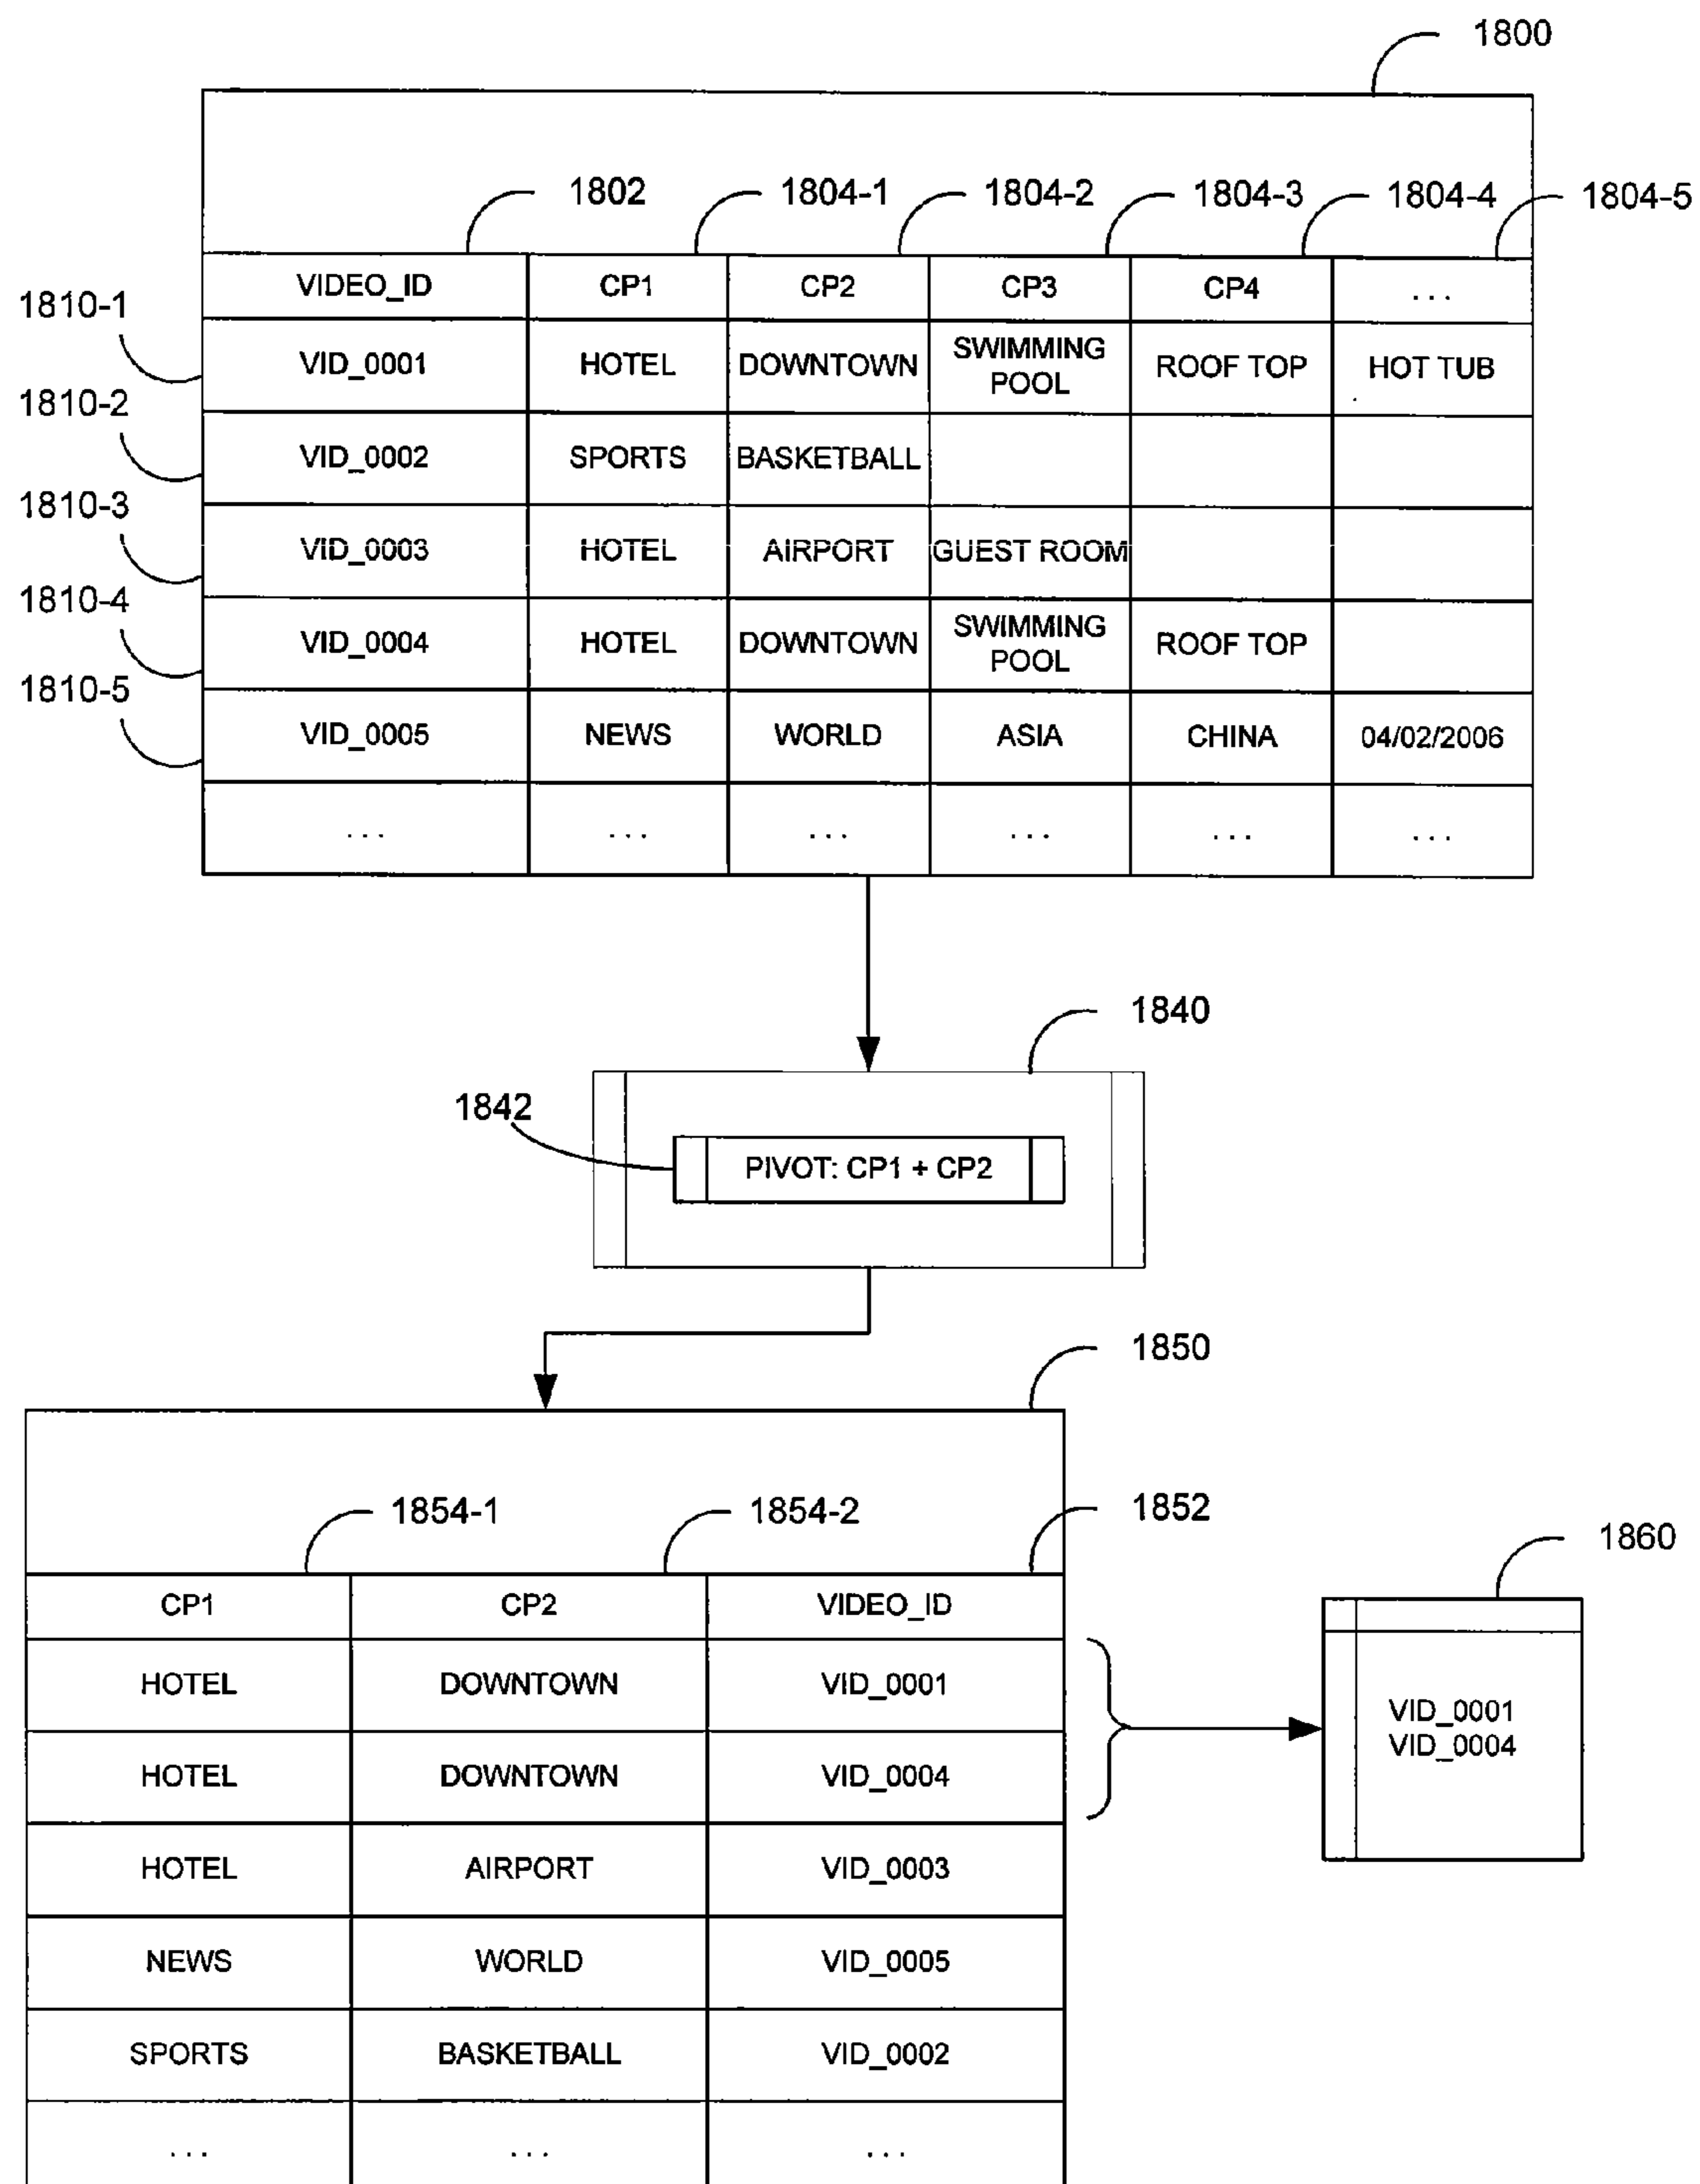 1800
1802 1804-1 1804-2 1804-3 1804-4 1804-5
VIDEO_ID CP1 CP2 CP3 CP4 ...
1810-1
VID_0001 HOTEL DOWNTOWN SWIMMING POOL ROOF TOP HOT TUB
1810-2
VID_0002 SPORTS BASKETBALL
1810-3
VID_0003 HOTEL AIRPORT GUEST ROOM
1810-4
VID_0004 HOTEL DOWNTOWN SWIMMING POOL ROOF TOP
1810-5
VID_0005 NEWS WORLD ASIA CHINA 04/02/2006
... ... ... ... ... ...
1840
1842
PIVOT: CP1 + CP2
1850
1854-1 1854-2 1852
CP1 CP2 VIDEO_ID
HOTEL DOWNTOWN VID_0001
HOTEL DOWNTOWN VID_0004
HOTEL AIRPORT VID_0003
NEWS WORLD VID_0005
SPORTS BASKETBALL VID_0002
... ... ...
1860
VID_0001
VID_0004